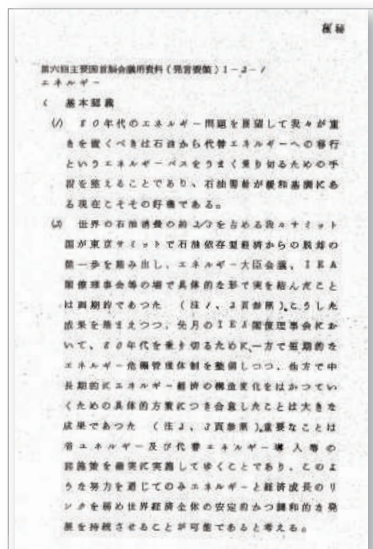 極秘
第六回主要国首脳会議用資料(発言要領)1-2-1
エネルギー
1 基本認識
(1) 80年代のエネルギー問題を展望して我々が重
きを置くべきは石油から代替エネルギーへの移行
というエネルギーベスをうまく乗り切るための手
習を整えることであり、石油需給が緩和基調にあ
る現在こそその好機である。
(2) 世界の石油消費の約を占める我々サミット
国が東京サミットで石油依存型経済からの脱却の
第一歩を踏み出し、エネルギー大臣会議、IEA
閣僚理事会等の場で具体的な形で実を結んだこと
は画期的であつた(注1、2頁参照)。こうした
成果を踏まえつつ、先月のIEA閣僚理事会にお
いて、80年代を乗り切るために一方で短期的な
エネルギー危機管理体制を整備しつつ、他方で中
長期的にエネルギー経済の構造変化をはかつてい
くための具体的方策につき合意したことは大きな
成果であつた(注2、3頁参照)。重要なことは
省エネルギー及び代替エネルギー導入等の
諸施策を着実に実施してゆくことであり、このよ
うな努力を通じてのみエネルギーと経済成長のリ
ンクを弱め世界経済全体の安定的かつ調和的な発
展を持続させることが可能であると考える。